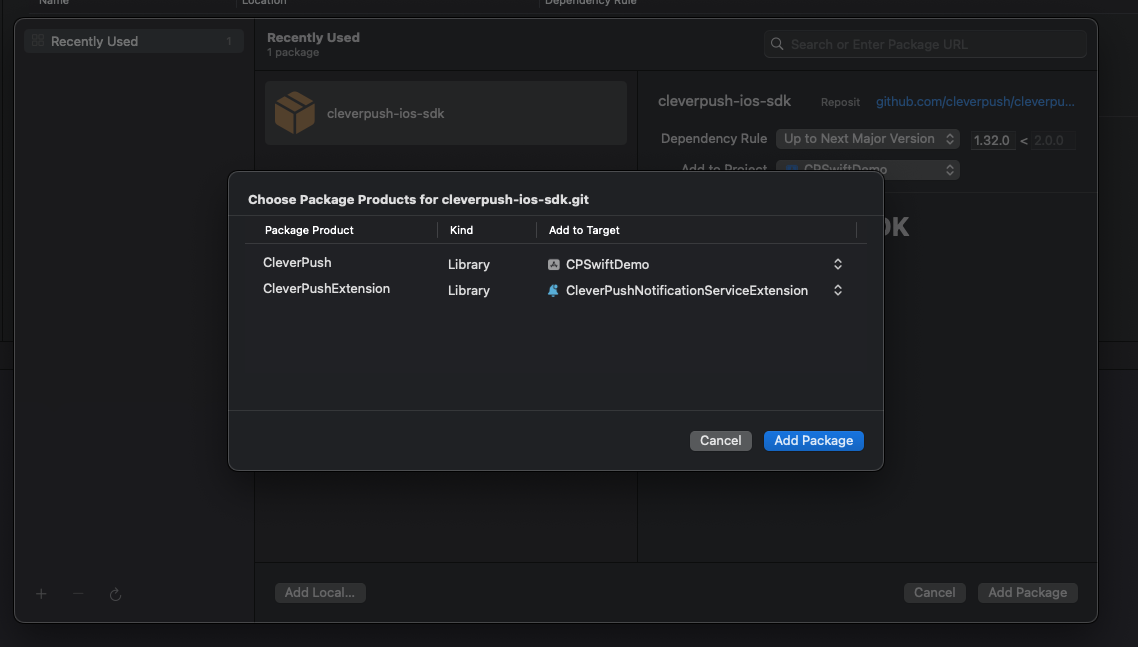 Name Location Dependency Rule
Recently Used 1
Recently Used
1 package
Search or Enter Package URL
cleverpush-ios-sdk
cleverpush-ios-sdk Reposit github.com/cleverpush/cleverpu...
Dependency Rule Up to Next Major Version 1.32.0 < 2.0.0
Add to Project CPSwiftDemo
DK
Choose Package Products for cleverpush-ios-sdk.git
Package Product Kind Add to Target
CleverPush Library CPSwiftDemo
CleverPushExtension Library CleverPushNotificationServiceExtension
Cancel Add Package
Add Local... Cancel Add Package